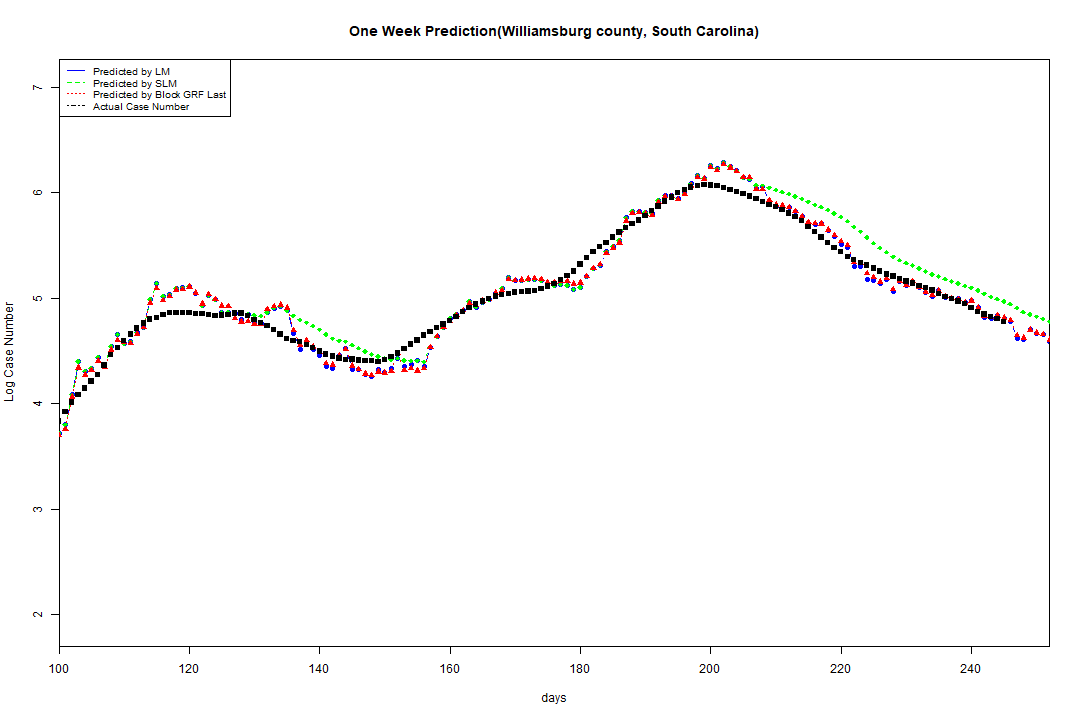 One Week Prediction(Williamsburg county, South Carolina)
Predicted by LM
Predicted by SLM
Predicted by Block GRF Last
Actual Case Number
7
6
5
4
3
2
Log Case Number
100 120 140 160 180 200 220 240
days